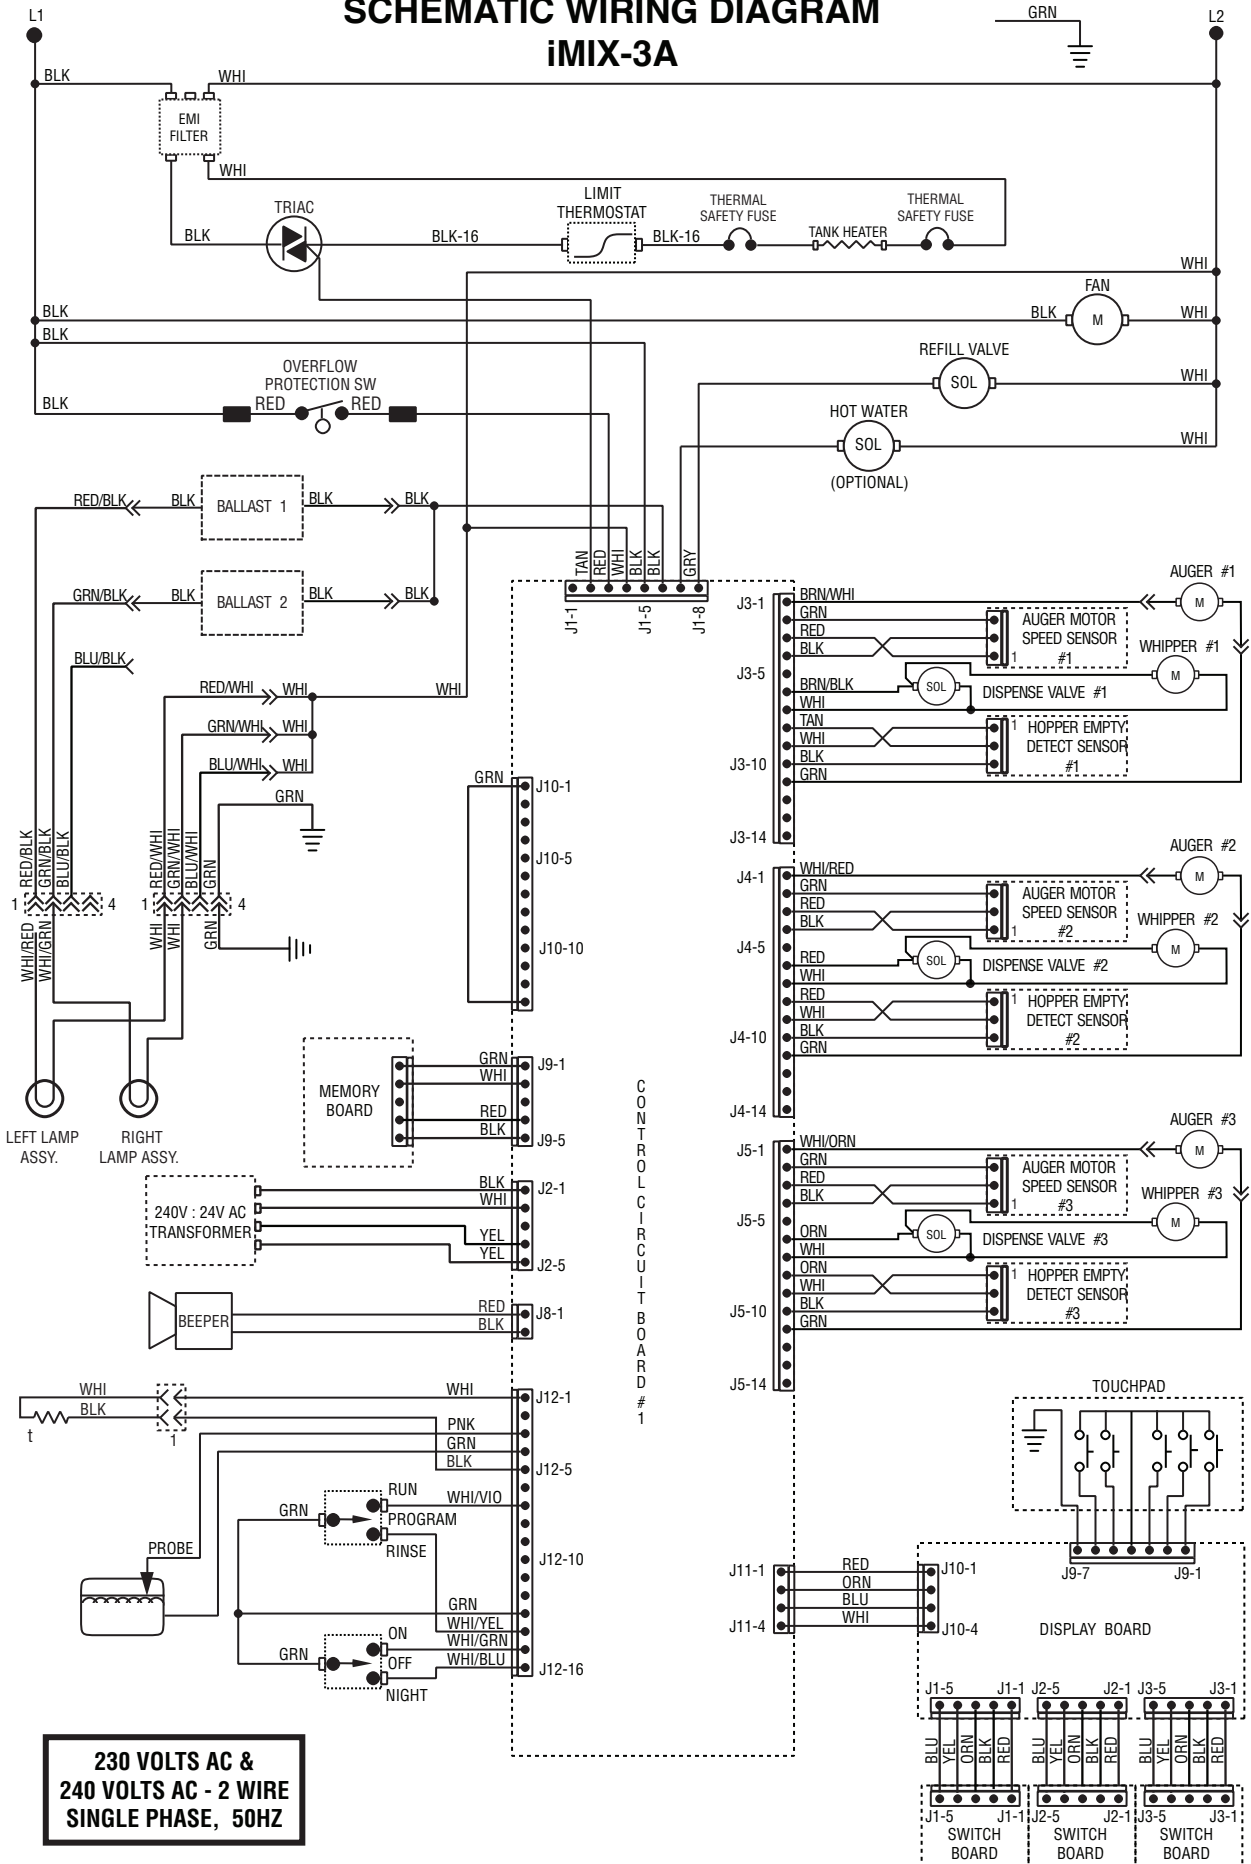 SCHEMATIC WIRING DIAGRAM
iMIX-3A
L1
L2
GRN
BLK
WHI
EMI
FILTER
WHI
TRIAC
BLK
BLK-16
LIMIT
THERMOSTAT
BLK-16
THERMAL
SAFETY FUSE
TANK HEATER
THERMAL
SAFETY FUSE
WHI
FAN
BLK
BLK
M
WHI
BLK
REFILL VALVE
SOL
WHI
OVERFLOW
PROTECTION SW
BLK
RED
RED
HOT WATER
SOL
WHI
(OPTIONAL)
RED/BLK
BLK
BALLAST 1
BLK
BLK
GRN/BLK
BLK
BALLAST 2
BLK
BLK
BLU/BLK
RED/WHI
WHI
WHI
GRN/WHI
WHI
BLU/WHI
WHI
GRN
TAN
RED
WHI
BLK
BLK
GRY
J1-1
J1-5
J1-8
RED/BLK
GRN/BLK
BLU/BLK
RED/WHI
GRN/WHI
BLU/WHI
GRN
1
4
1
4
WHI/RED
WHI/GRN
WHI
WHI
GRN
LEFT LAMP
ASSY.
RIGHT
LAMP ASSY.
GRN
J10-1
J10-5
J10-10
MEMORY
BOARD
GRN
WHI
RED
BLK
J9-1
J9-5
240V : 24V AC
TRANSFORMER
BLK
WHI
YEL
YEL
J2-1
J2-5
BEEPER
RED
BLK
J8-1
WHI
BLK
t
1
WHI
PNK
GRN
BLK
J12-1
J12-5
RUN
GRN
PROGRAM
RINSE
WHI/VIO
J12-10
PROBE
GRN
WHI/YEL
WHI/GRN
WHI/BLU
J12-16
ON
GRN
OFF
NIGHT
CONTROL CIRCUIT BOARD #1
J3-1
J3-5
J3-10
J3-14
BRN/WHI
GRN
RED
BLK
BRN/BLK
WHI
TAN
WHI
BLK
GRN
AUGER #1
M
AUGER MOTOR
SPEED SENSOR
#1
1
WHIPPER #1
M
SOL
DISPENSE VALVE #1
1
HOPPER EMPTY
DETECT SENSOR
#1
J4-1
J4-5
J4-10
J4-14
WHI/RED
GRN
RED
BLK
RED
WHI
RED
WHI
BLK
GRN
AUGER #2
M
AUGER MOTOR
SPEED SENSOR
#2
1
WHIPPER #2
M
SOL
DISPENSE VALVE #2
1
HOPPER EMPTY
DETECT SENSOR
#2
J5-1
J5-5
J5-10
J5-14
WHI/ORN
GRN
RED
BLK
ORN
WHI
ORN
WHI
BLK
GRN
AUGER #3
M
AUGER MOTOR
SPEED SENSOR
#3
1
WHIPPER #3
M
SOL
DISPENSE VALVE #3
1
HOPPER EMPTY
DETECT SENSOR
#3
TOUCHPAD
J9-7
J9-1
J11-1
J11-4
RED
ORN
BLU
WHI
J10-1
J10-4
DISPLAY BOARD
J1-5
J1-1
J2-5
J2-1
J3-5
J3-1
BLU
YEL
ORN
BLK
RED
BLU
YEL
ORN
BLK
RED
BLU
YEL
ORN
BLK
RED
J1-5
J1-1
J2-5
J2-1
J3-5
J3-1
SWITCH
BOARD
SWITCH
BOARD
SWITCH
BOARD
230 VOLTS AC &
240 VOLTS AC - 2 WIRE
SINGLE PHASE, 50HZ